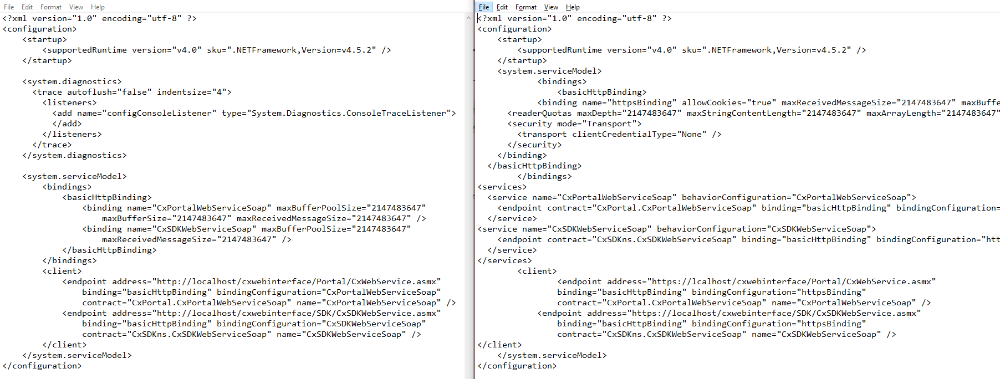 File Edit Format View Help
<?xml version="1.0" encoding="utf-8" ?>
<configuration>
<startup>
<supportedRuntime version="v4.0" sku=".NETFramework,Version=v4.5.2" />
</startup>
<system.diagnostics>
<trace autoflush="false" indentsize="4">
<listeners>
<add name="configConsoleListener" type="System.Diagnostics.ConsoleTraceListener">
</add>
</listeners>
</trace>
</system.diagnostics>
<system.serviceModel>
<bindings>
<basicHttpBinding>
<binding name="CxPortalWebServiceSoap" maxBufferPoolSize="2147483647"
maxBufferSize="2147483647" maxReceivedMessageSize="2147483647" />
<binding name="CxSDKWebServiceSoap" maxBufferPoolSize="2147483647"
maxReceivedMessageSize="2147483647" />
</basicHttpBinding>
</bindings>
<client>
<endpoint address="http://localhost/cxwebinterface/Portal/CxWebService.asmx"
binding="basicHttpBinding" bindingConfiguration="CxPortalWebServiceSoap"
contract="CxPortal.CxPortalWebServiceSoap" name="CxPortalWebServiceSoap" />
<endpoint address="http://localhost/cxwebinterface/SDK/CxSDKWebService.asmx"
binding="basicHttpBinding" bindingConfiguration="CxSDKWebServiceSoap"
contract="CxSDKns.CxSDKWebServiceSoap" name="CxSDKWebServiceSoap" />
</client>
</system.serviceModel>
</configuration>
File Edit Format View Help
<?xml version="1.0" encoding="utf-8" ?>
<configuration>
<startup>
<supportedRuntime version="v4.0" sku=".NETFramework,Version=v4.5.2" />
</startup>
<system.serviceModel>
<bindings>
<basicHttpBinding>
<binding name="httpsBinding" allowCookies="true" maxReceivedMessageSize="2147483647" maxBuffe
<readerQuotas maxDepth="2147483647" maxStringContentLength="2147483647" maxArrayLength="2147483647"
<security mode="Transport">
<transport clientCredentialType="None" />
</security>
</binding>
</basicHttpBinding>
</bindings>
<services>
<service name="CxPortalWebServiceSoap" behaviorConfiguration="CxPortalWebServiceSoap">
<endpoint contract="CxPortal.CxPortalWebServiceSoap" binding="basicHttpBinding" bindingConfiguration=
</service>
<service name="CxSDKWebServiceSoap" behaviorConfiguration="CxSDKWebServiceSoap">
<endpoint contract="CxSDKns.CxSDKWebServiceSoap" binding="basicHttpBinding" bindingConfiguration="htt
</service>
</services>
<client>
<endpoint address="https://lcalhost/cxwebinterface/Portal/CxWebService.asmx"
binding="basicHttpBinding" bindingConfiguration="httpsBinding"
contract="CxPortal.CxPortalWebServiceSoap" name="CxPortalWebServiceSoap" />
<endpoint address="https://localhost/cxwebinterface/SDK/CxSDKWebService.asmx"
binding="basicHttpBinding" bindingConfiguration="httpsBinding"
contract="CxSDKns.CxSDKWebServiceSoap" name="CxSDKWebServiceSoap" />
</client>
</system.serviceModel>
</configuration>